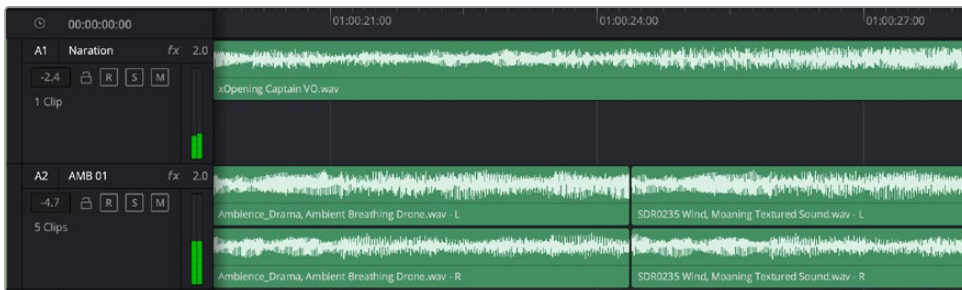 00:00:00:00 01:00:21:00 01:00:24:00 01:00:27:00
A1 Naration fx 2.0
-2.4 R S M
1 Clip
xOpening Captain VO.wav
A2 AMB 01 fx 2.0
-4.7 R S M
5 Clips
Ambience_Drama, Ambient Breathing Drone.wav - L
SDR0235 Wind, Moaning Textured Sound.wav - L
Ambience_Drama, Ambient Breathing Drone.wav - R
SDR0235 Wind, Moaning Textured Sound.wav - R